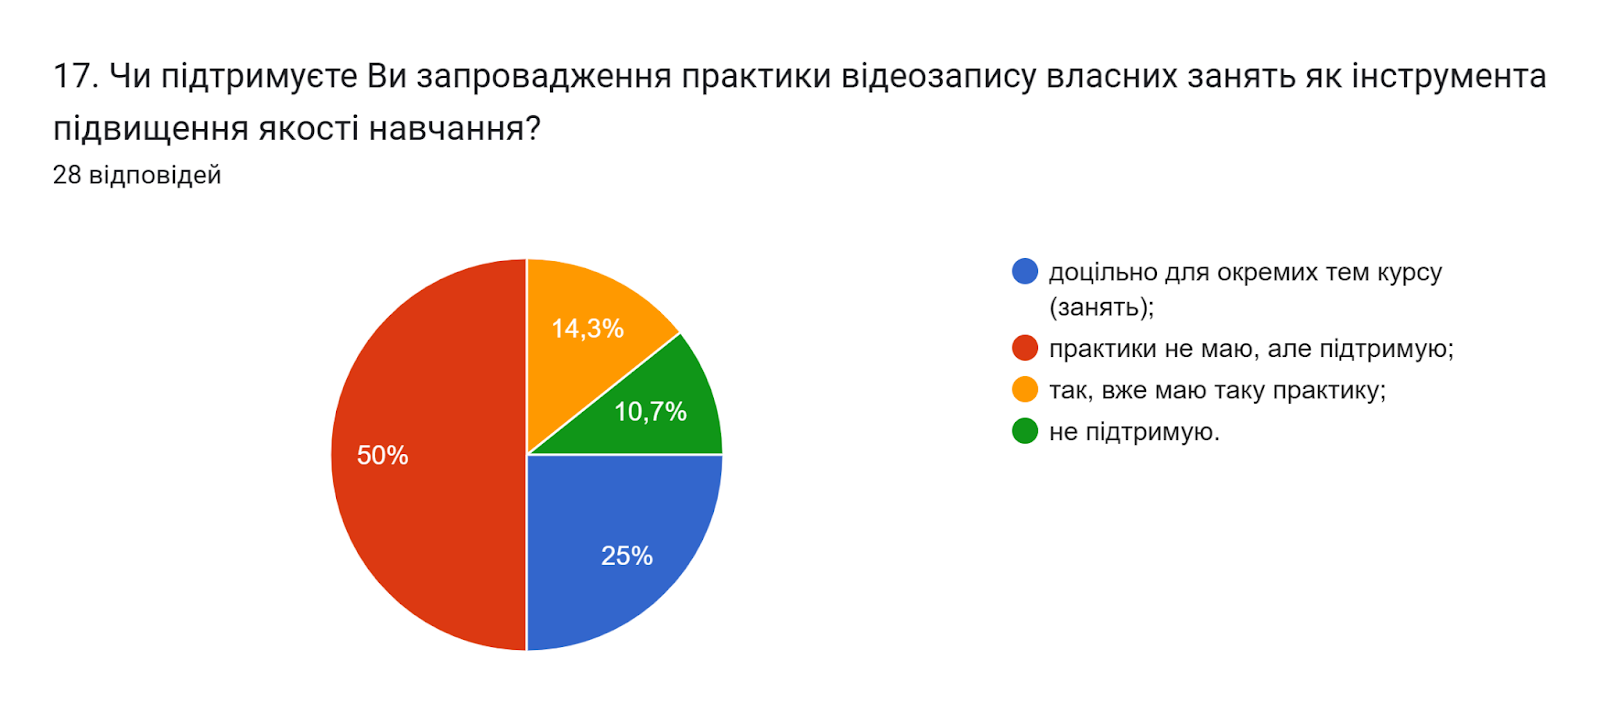 17. Чи підтримуєте Ви запровадження практики відеозапису власних занять як інструмента
підвищення якості навчання?
28 відповідей
14,3%
10,7%
50%
25%
доцільно для окремих тем курсу
(занять);
практики не маю, але підтримую;
так, вже маю таку практику;
не підтримую.